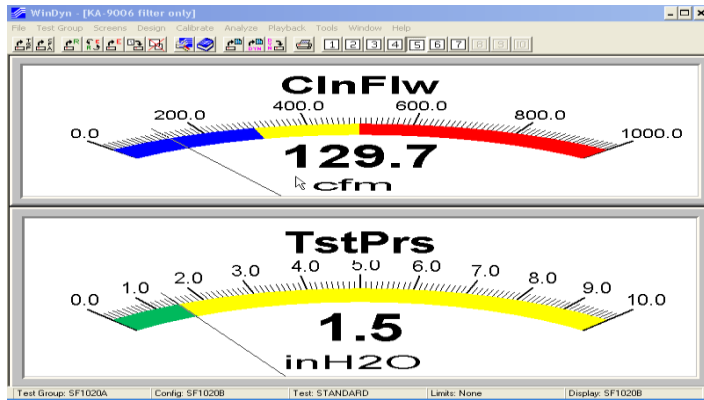 WinDyn - [KA-9006 filter only]
File Test Group Screens Design Calibrate Analyze Playback Tools Window Help
1 2 3 4 5 6 7 8 9 10
ClnFlw
0.0 200.0 400.0 600.0 800.0 1000.0
129.7
cfm
TstPrs
0.0 1.0 2.0 3.0 4.0 5.0 6.0 7.0 8.0 9.0 10.0
1.5
inH2O
Test Group: SF1020A Config: SF1020B Test: STANDARD Limits: None Display: SF1020B